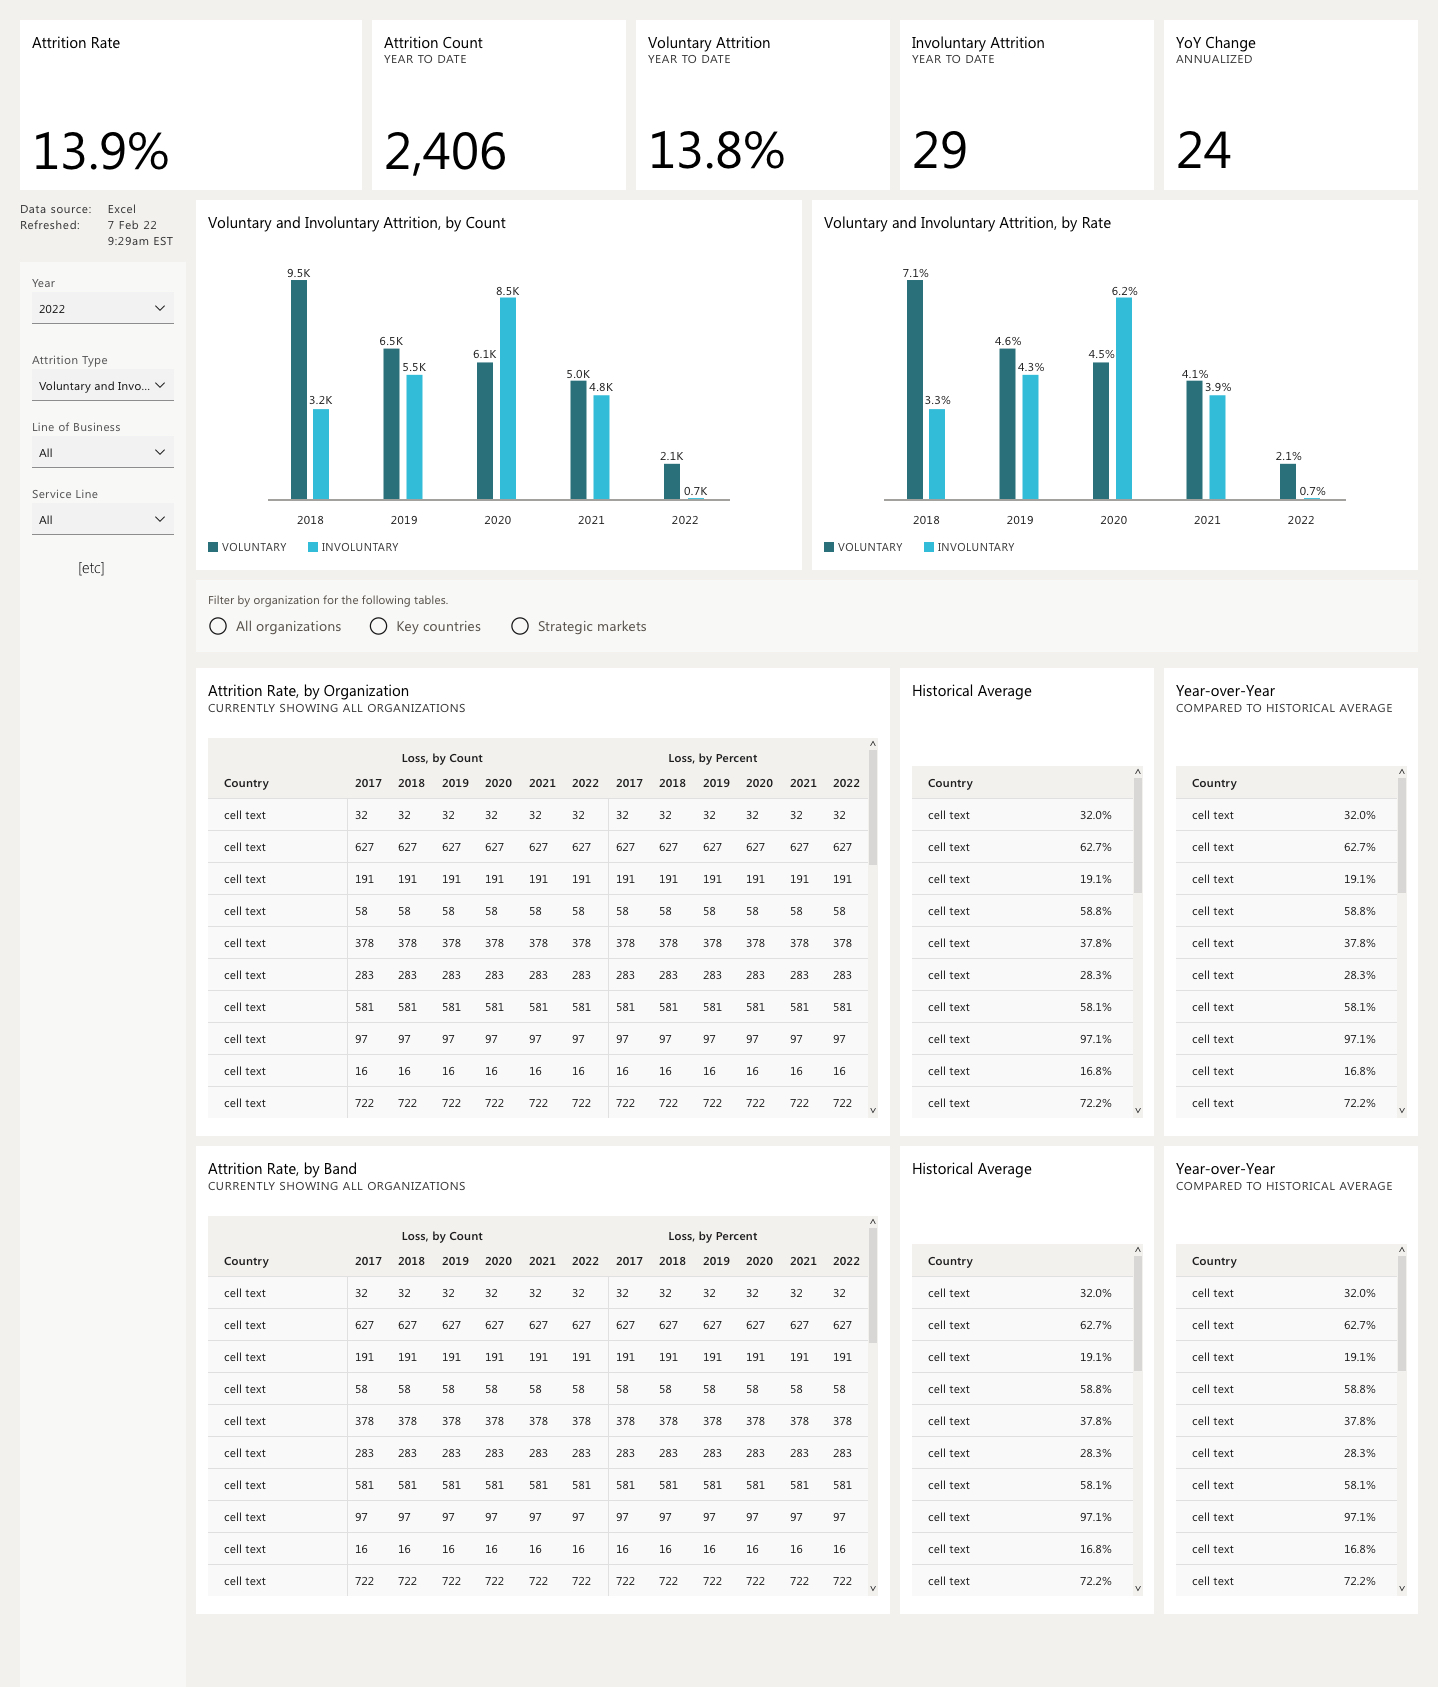 Attrition Rate
13.9%
Attrition Count
YEAR TO DATE
2,406
Voluntary Attrition
YEAR TO DATE
13.8%
Involuntary Attrition
YEAR TO DATE
29
YoY Change
ANNUALIZED
24
Data source: Excel
Refreshed: 7 Feb 22
9:29am EST
Year
2022
Attrition Type
Voluntary and Invo...
Line of Business
All
Service Line
All
[etc]
Voluntary and Involuntary Attrition, by Count
9.5K
3.2K
6.5K
5.5K
6.1K
8.5K
5.0K
4.8K
2.1K
0.7K
2018 2019 2020 2021 2022
VOLUNTARY INVOLUNTARY
Voluntary and Involuntary Attrition, by Rate
7.1%
3.3%
4.6%
4.3%
4.5%
6.2%
4.1%
3.9%
2.1%
0.7%
2018 2019 2020 2021 2022
VOLUNTARY INVOLUNTARY
Filter by organization for the following tables.
All organizations Key countries Strategic markets
Attrition Rate, by Organization
CURRENTLY SHOWING ALL ORGANIZATIONS
Loss, by Count Loss, by Percent
Country 2017 2018 2019 2020 2021 2022 2017 2018 2019 2020 2021 2022
cell text 32 32 32 32 32 32 32 32 32 32 32 32
cell text 627 627 627 627 627 627 627 627 627 627 627 627
cell text 191 191 191 191 191 191 191 191 191 191 191 191
cell text 58 58 58 58 58 58 58 58 58 58 58 58
cell text 378 378 378 378 378 378 378 378 378 378 378 378
cell text 283 283 283 283 283 283 283 283 283 283 283 283
cell text 581 581 581 581 581 581 581 581 581 581 581 581
cell text 97 97 97 97 97 97 97 97 97 97 97 97
cell text 16 16 16 16 16 16 16 16 16 16 16 16
cell text 722 722 722 722 722 722 722 722 722 722 722 722
Historical Average
Country
cell text 32.0%
cell text 62.7%
cell text 19.1%
cell text 58.8%
cell text 37.8%
cell text 28.3%
cell text 58.1%
cell text 97.1%
cell text 16.8%
cell text 72.2%
Year-over-Year
COMPARED TO HISTORICAL AVERAGE
Country
cell text 32.0%
cell text 62.7%
cell text 19.1%
cell text 58.8%
cell text 37.8%
cell text 28.3%
cell text 58.1%
cell text 97.1%
cell text 16.8%
cell text 72.2%
Attrition Rate, by Band
CURRENTLY SHOWING ALL ORGANIZATIONS
Loss, by Count Loss, by Percent
Country 2017 2018 2019 2020 2021 2022 2017 2018 2019 2020 2021 2022
cell text 32 32 32 32 32 32 32 32 32 32 32 32
cell text 627 627 627 627 627 627 627 627 627 627 627 627
cell text 191 191 191 191 191 191 191 191 191 191 191 191
cell text 58 58 58 58 58 58 58 58 58 58 58 58
cell text 378 378 378 378 378 378 378 378 378 378 378 378
cell text 283 283 283 283 283 283 283 283 283 283 283 283
cell text 581 581 581 581 581 581 581 581 581 581 581 581
cell text 97 97 97 97 97 97 97 97 97 97 97 97
cell text 16 16 16 16 16 16 16 16 16 16 16 16
cell text 722 722 722 722 722 722 722 722 722 722 722 722
Historical Average
Country
cell text 32.0%
cell text 62.7%
cell text 19.1%
cell text 58.8%
cell text 37.8%
cell text 28.3%
cell text 58.1%
cell text 97.1%
cell text 16.8%
cell text 72.2%
Year-over-Year
COMPARED TO HISTORICAL AVERAGE
Country
cell text 32.0%
cell text 62.7%
cell text 19.1%
cell text 58.8%
cell text 37.8%
cell text 28.3%
cell text 58.1%
cell text 97.1%
cell text 16.8%
cell text 72.2%